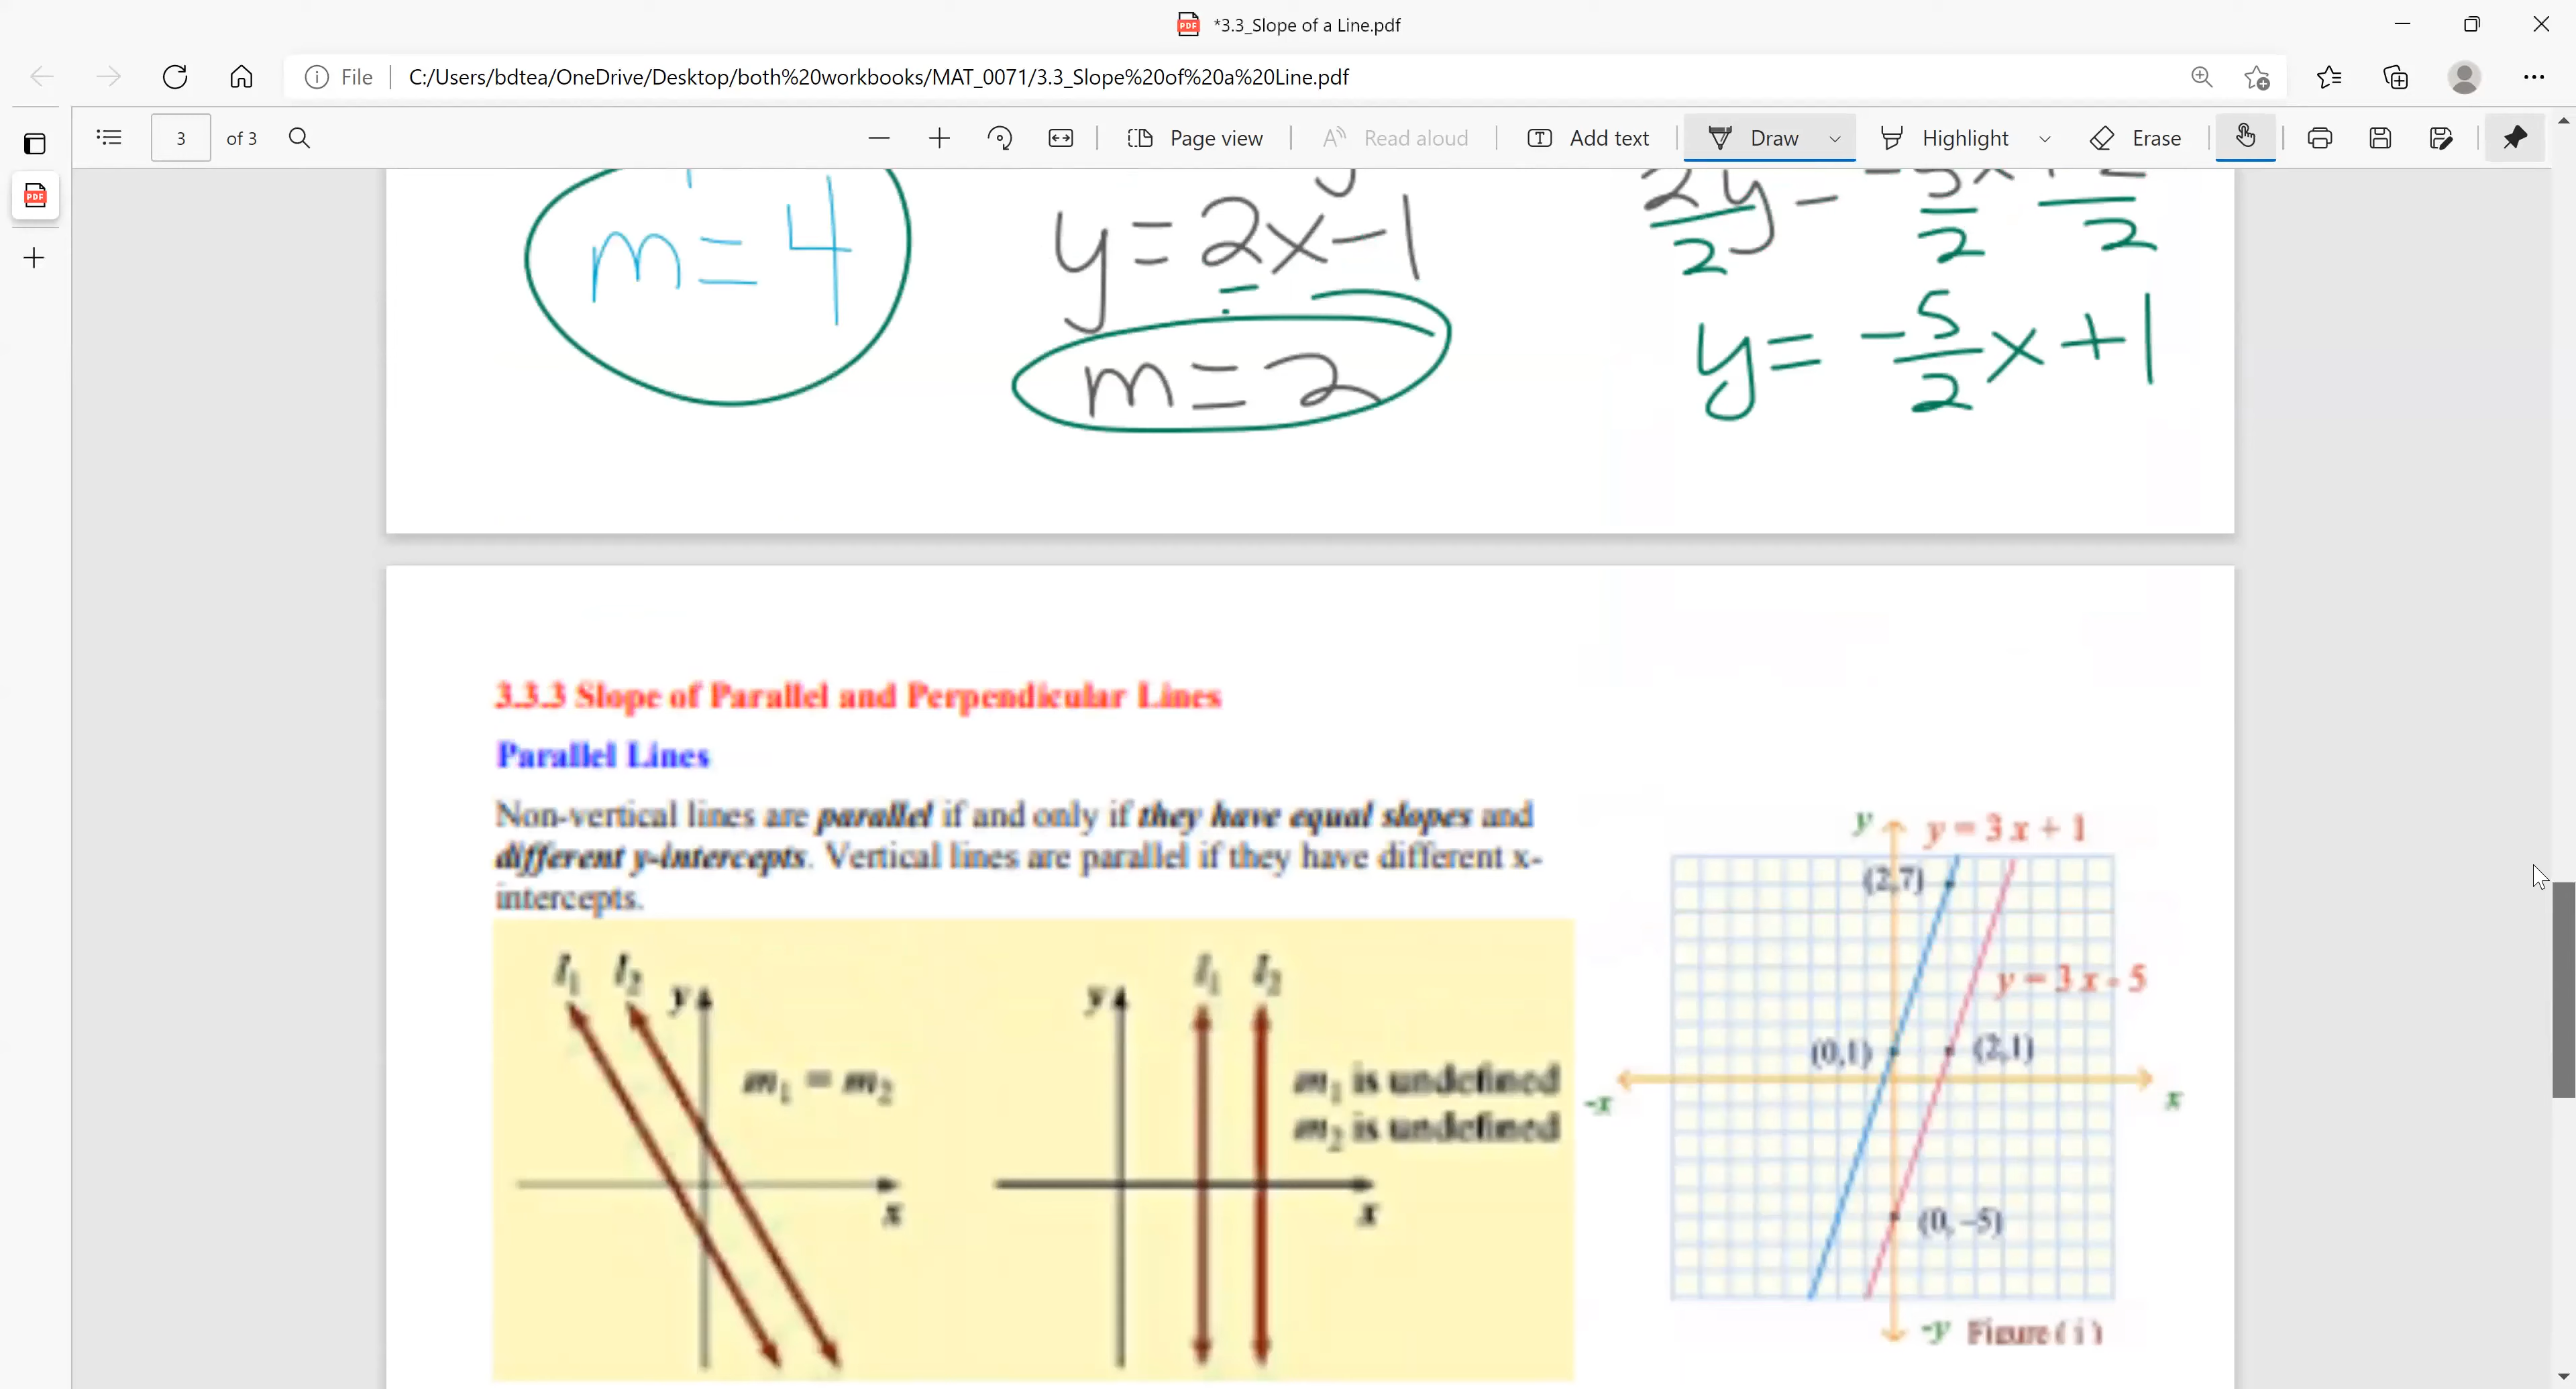 *3.3_Slope of a Line.pdf
File C:/Users/bdtea/OneDrive/Desktop/both%20workbooks/MAT_0071/3.3_Slope%20of%20a%20Line.pdf
3 of 3 Page view Read aloud Add text Draw Highlight Erase
m = 4
y = 2x - 1
m = 2
2
2
2
y = -5/2 x + 1
3.3.3 Slope of Parallel and Perpendicular Lines
Parallel Lines
Non-vertical lines are parallel if and only if they have equal slopes and
different y-intercepts. Vertical lines are parallel if they have different x-
intercepts.
l₁ l₂ y
m₁ = m₂
x
y l₁ l₂
m₁ is undefined
m₂ is undefined
x
y y = 3x + 1
(2,7)
y = 3x - 5
(0,1) (2,1)
-x x
(0, -5)
-y Figure ( i )